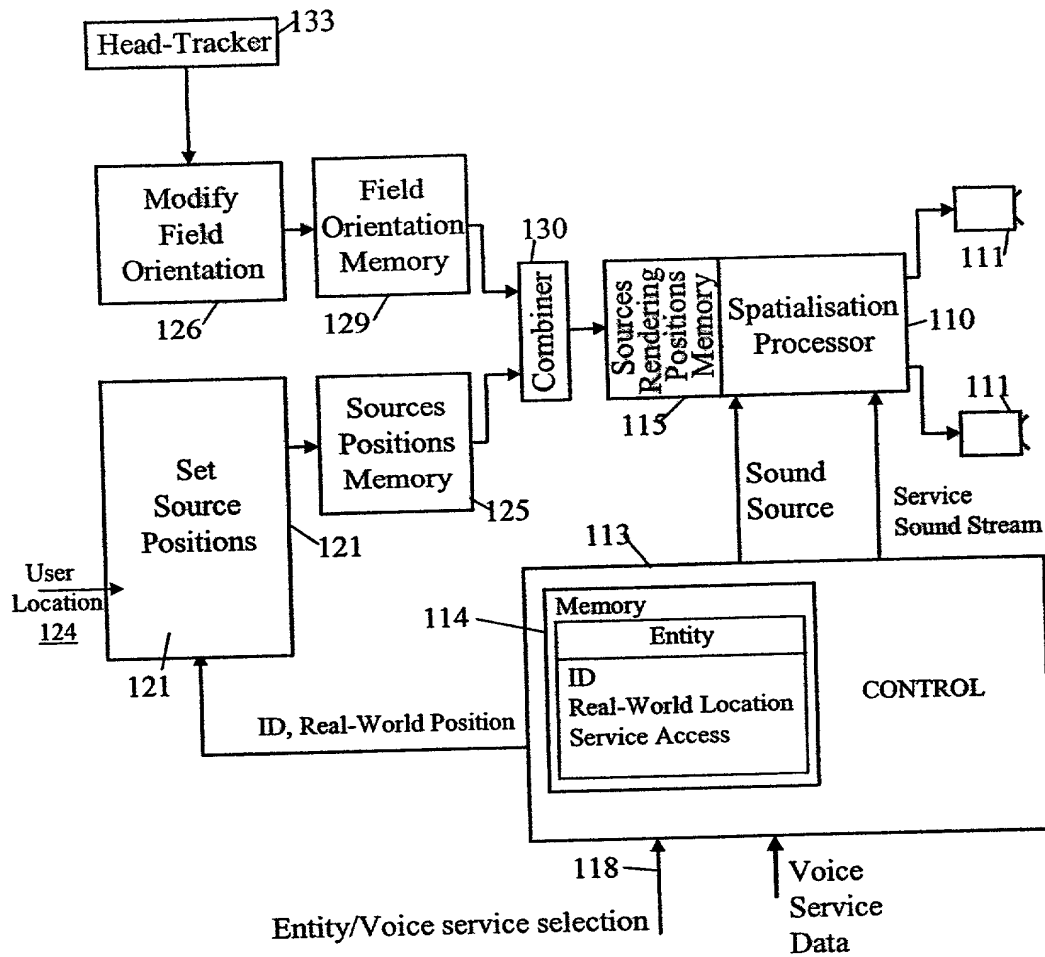 133
Head-Tracker
Modify
Field
Orientation
126
Field
Orientation
Memory
129
130
Combiner
Sources
Rendering
Positions
Memory
115
Spatialisation
Processor
110
111
111
Set
Source
Positions
121
121
Sources
Positions
Memory
125
User
Location
124
Sound
Source
Service
Sound Stream
113
114
Memory
Entity
ID
Real-World Location
Service Access
CONTROL
ID, Real-World Position
118
Entity/Voice service selection
Voice
Service
Data